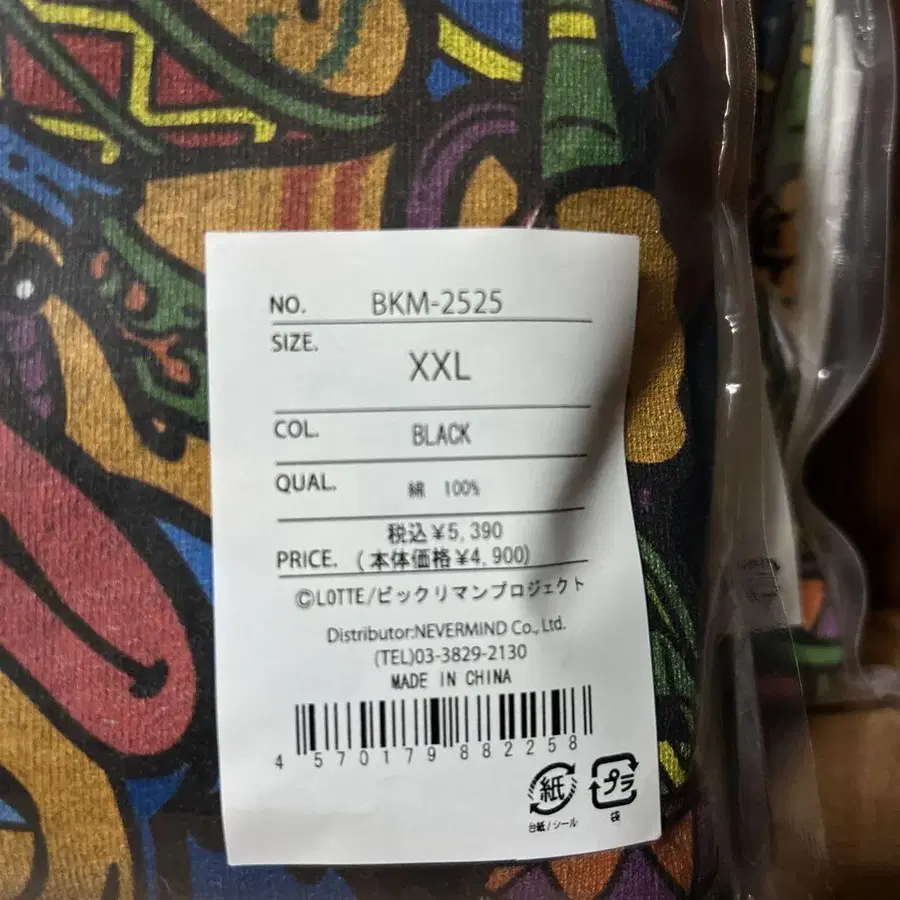 NO. BKM-2525
SIZE.
XXL
COL. BLACK
QUAL. 綿 100%
税込¥5,390
PRICE. (本体価格¥4,900)
©LOTTE/ビックリマンプロジェクト
Distributor:NEVERMIND Co., Ltd.
(TEL)03-3829-2130
MADE IN CHINA
4 570179 882258
紙 プラ
台紙/シール 袋